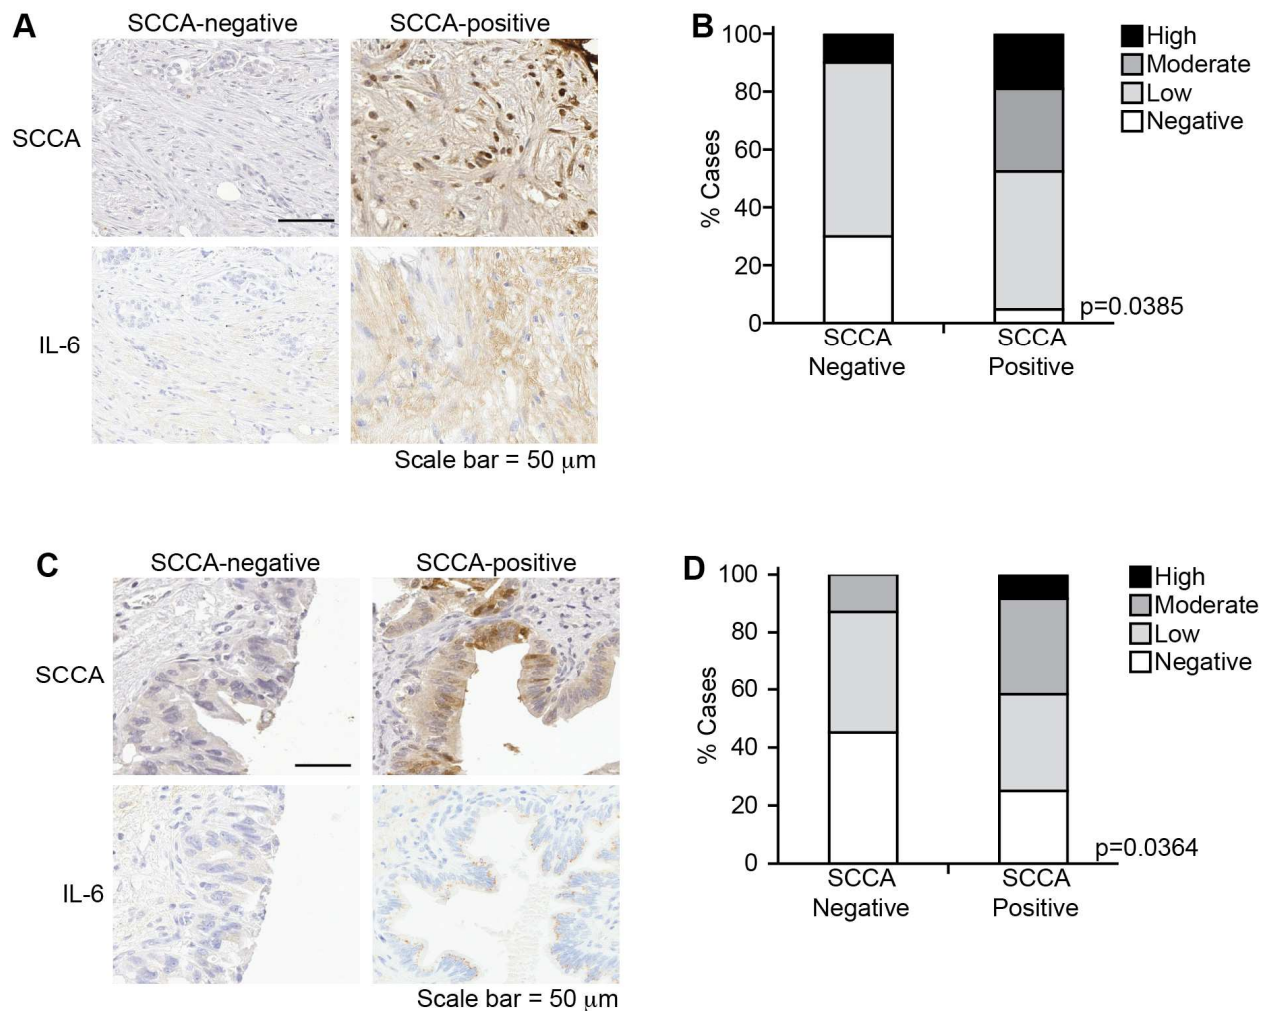 A
SCCA-negative
SCCA-positive
SCCA
IL-6
Scale bar = 50 μm
B
100
80
60
40
20
0
% Cases
SCCA
Negative
SCCA
Positive
p=0.0385
High
Moderate
Low
Negative
C
SCCA-negative
SCCA-positive
SCCA
IL-6
Scale bar = 50 μm
D
100
80
60
40
20
0
% Cases
SCCA
Negative
SCCA
Positive
p=0.0364
High
Moderate
Low
Negative